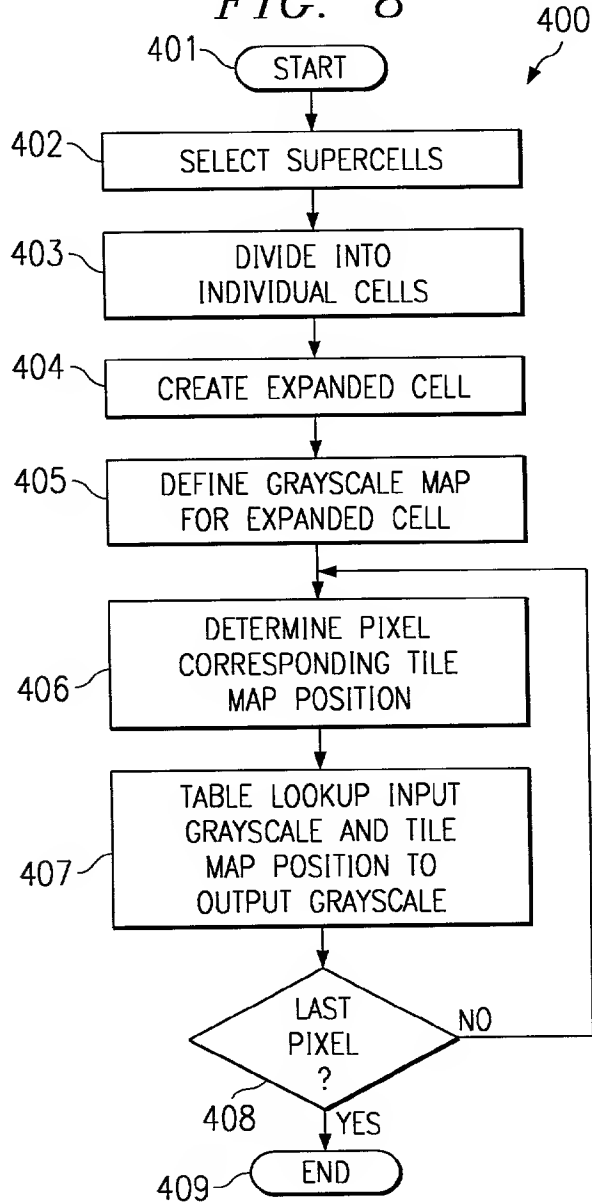 FIG. 8
400
401
START
402
SELECT SUPERCELLS
403
DIVIDE INTO
INDIVIDUAL CELLS
404
CREATE EXPANDED CELL
405
DEFINE GRAYSCALE MAP
FOR EXPANDED CELL
406
DETERMINE PIXEL
CORRESPONDING TILE
MAP POSITION
407
TABLE LOOKUP INPUT
GRAYSCALE AND TILE
MAP POSITION TO
OUTPUT GRAYSCALE
LAST
PIXEL
?
NO
408
YES
409
END